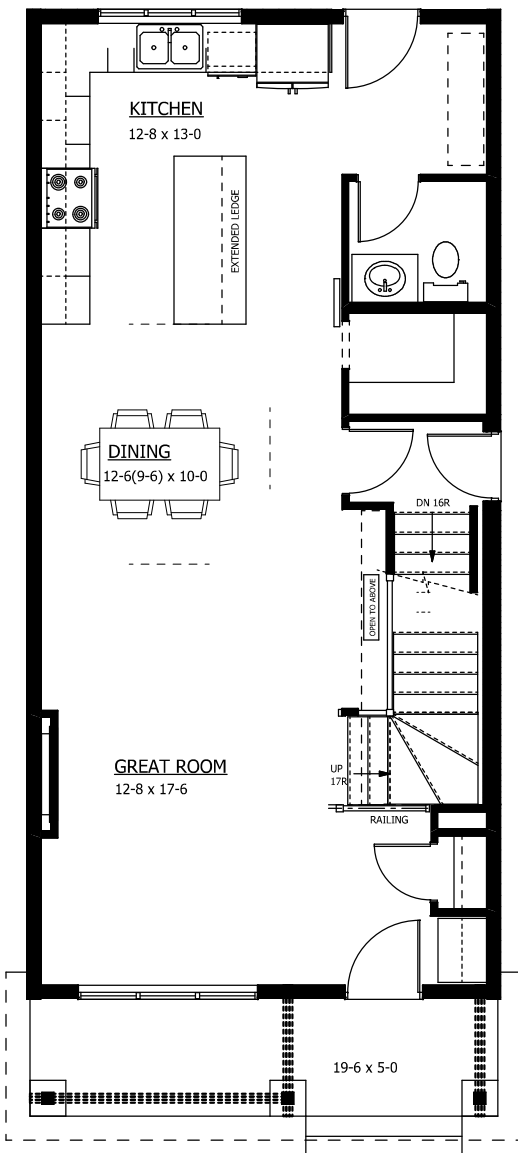 KITCHEN
12-8 x 13-0
EXTENDED LEDGE
DINING
12-6(9-6) x 10-0
DN 16R
OPEN TO ABOVE
GREAT ROOM
12-8 x 17-6
UP
17R
RAILING
19-6 x 5-0